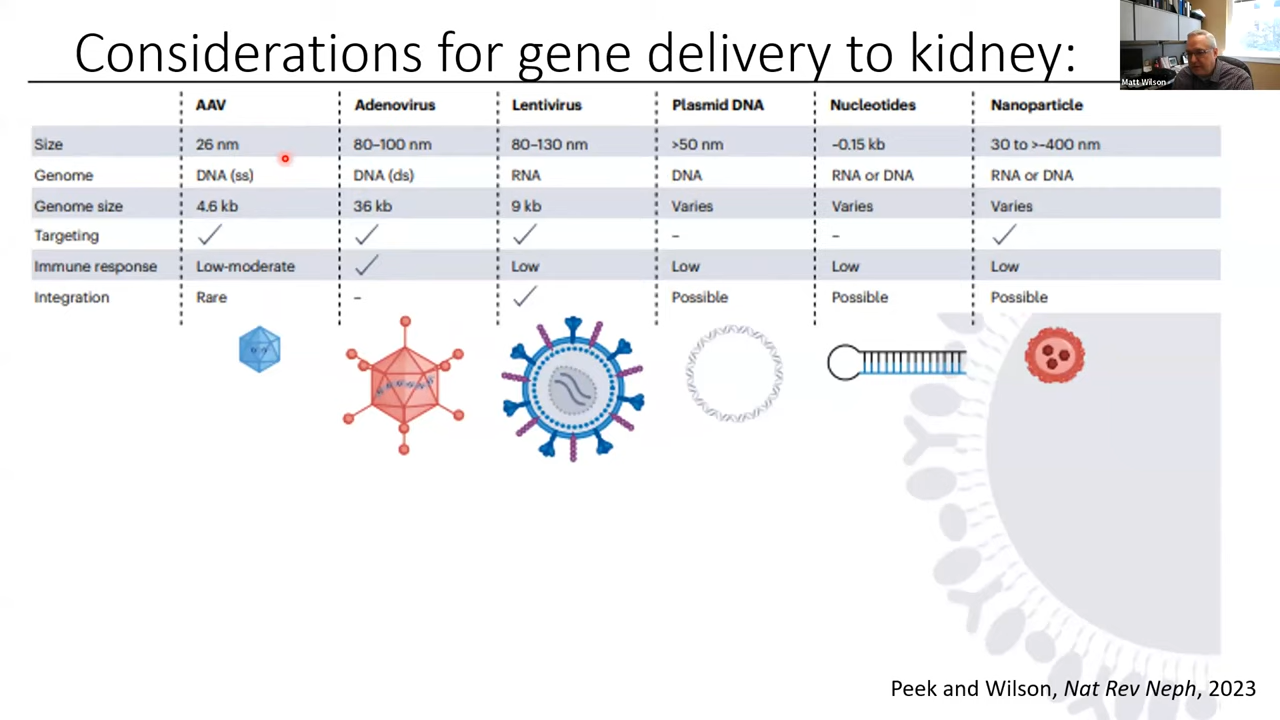 Considerations for gene delivery to kidney:
Matt Wilson
AAV Adenovirus Lentivirus Plasmid DNA Nucleotides Nanoparticle
Size 26 nm 80–100 nm 80–130 nm >50 nm ~0.15 kb 30 to >~400 nm
Genome DNA (ss) DNA (ds) RNA DNA RNA or DNA RNA or DNA
Genome size 4.6 kb 36 kb 9 kb Varies Varies Varies
Targeting ✓ ✓ ✓ – – ✓
Immune response Low-moderate ✓ Low Low Low Low
Integration Rare – ✓ Possible Possible Possible
Peek and Wilson, Nat Rev Neph, 2023